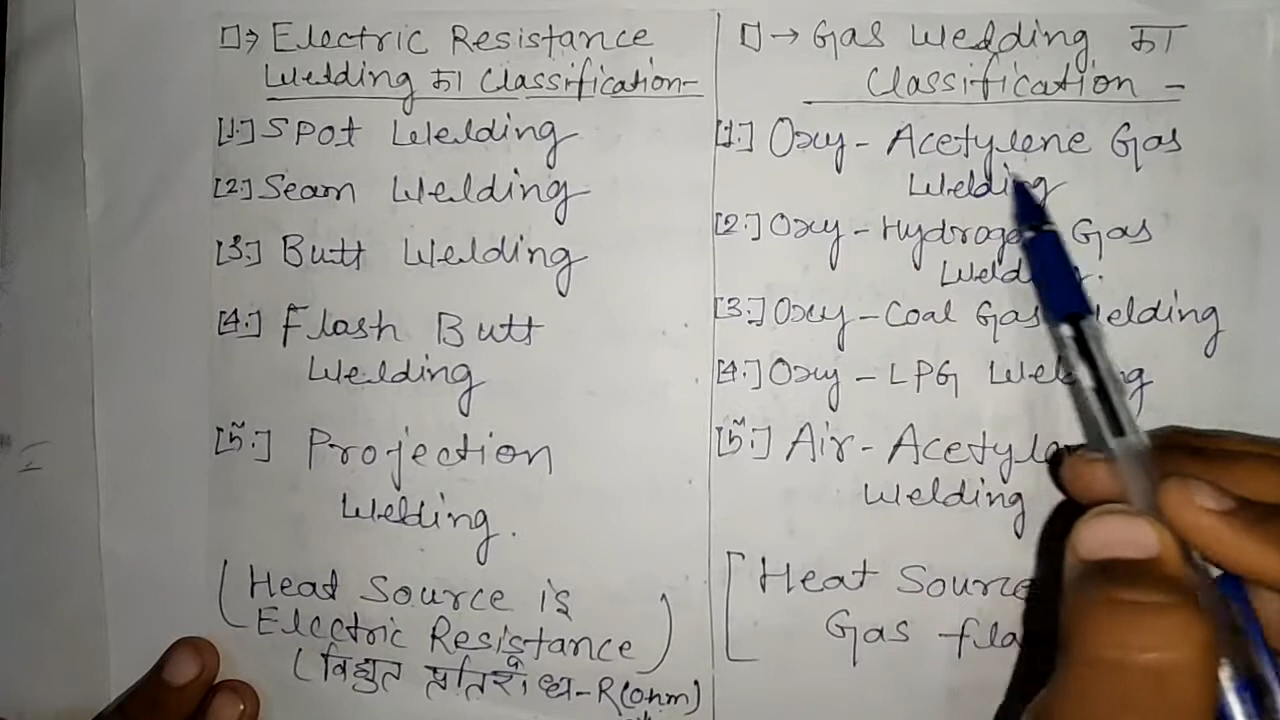 □⇒ Electric Resistance
Welding का Classification-
[1.] Spot Welding
[2.] Seam Welding
[3.] Butt Welding
[4.] Flash Butt
Welding
[5.] Projection
Welding.
(Heat Source is
Electric Resistance)
(विद्युत प्रतिरोध-R(ohm)
□→ Gas Welding का
Classification -
[1.] Oxy- Acetylene Gas
Welding
[2.] Oxy-Hydrogen Gas
[3.] Oxy-Coal Gas
[4.] Oxy - LPG
[5.] Air-
Welding
[Heat Source
Gas